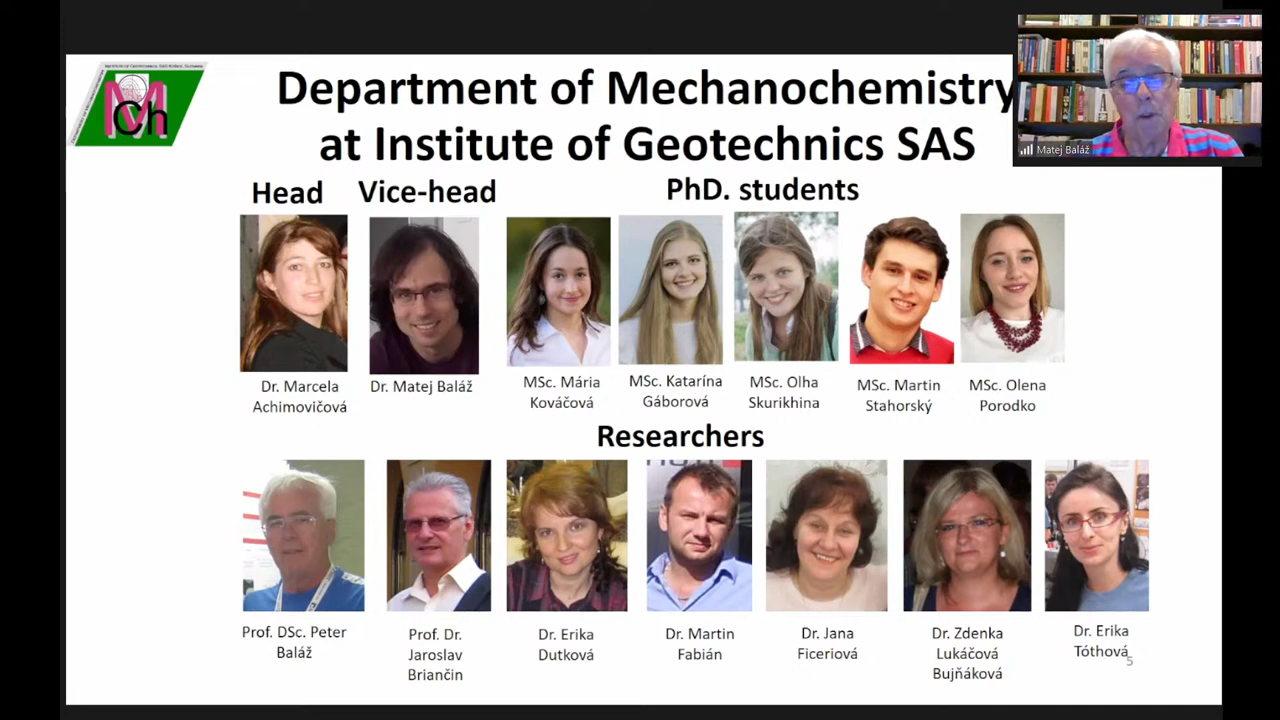 Department of Mechanochemistry
at Institute of Geotechnics SAS
MCh
Matej Baláž
Head
Vice-head
PhD. students
Dr. Marcela
Achimovičová
Dr. Matej Baláž
MSc. Mária
Kováčová
MSc. Katarína
Gáborová
MSc. Olha
Skurikhina
MSc. Martin
Stahorský
MSc. Olena
Porodko
Researchers
Prof. DSc. Peter
Baláž
Prof. Dr.
Jaroslav
Briančin
Dr. Erika
Dutková
Dr. Martin
Fabián
Dr. Jana
Ficeriová
Dr. Zdenka
Lukáčová
Bujňáková
Dr. Erika
Tóthová
5